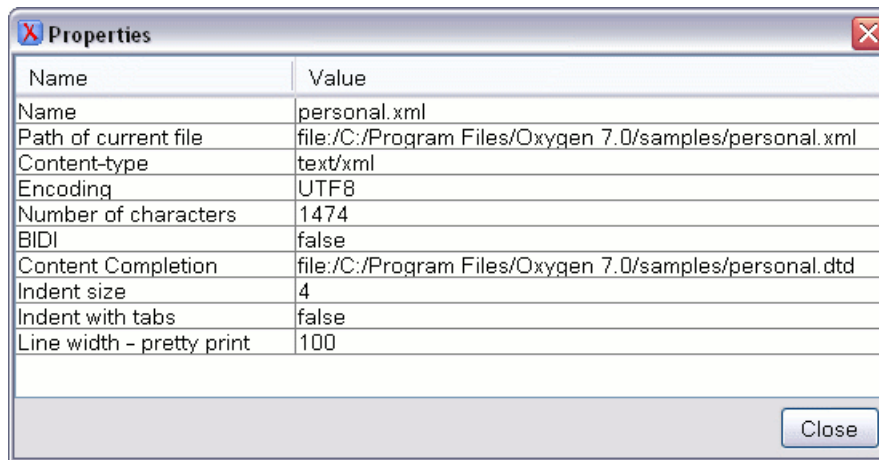 Properties
Name Value
Name personal.xml
Path of current file file:/C:/Program Files/Oxygen 7.0/samples/personal.xml
Content-type text/xml
Encoding UTF8
Number of characters 1474
BIDI false
Content Completion file:/C:/Program Files/Oxygen 7.0/samples/personal.dtd
Indent size 4
Indent with tabs false
Line width - pretty print 100
Close